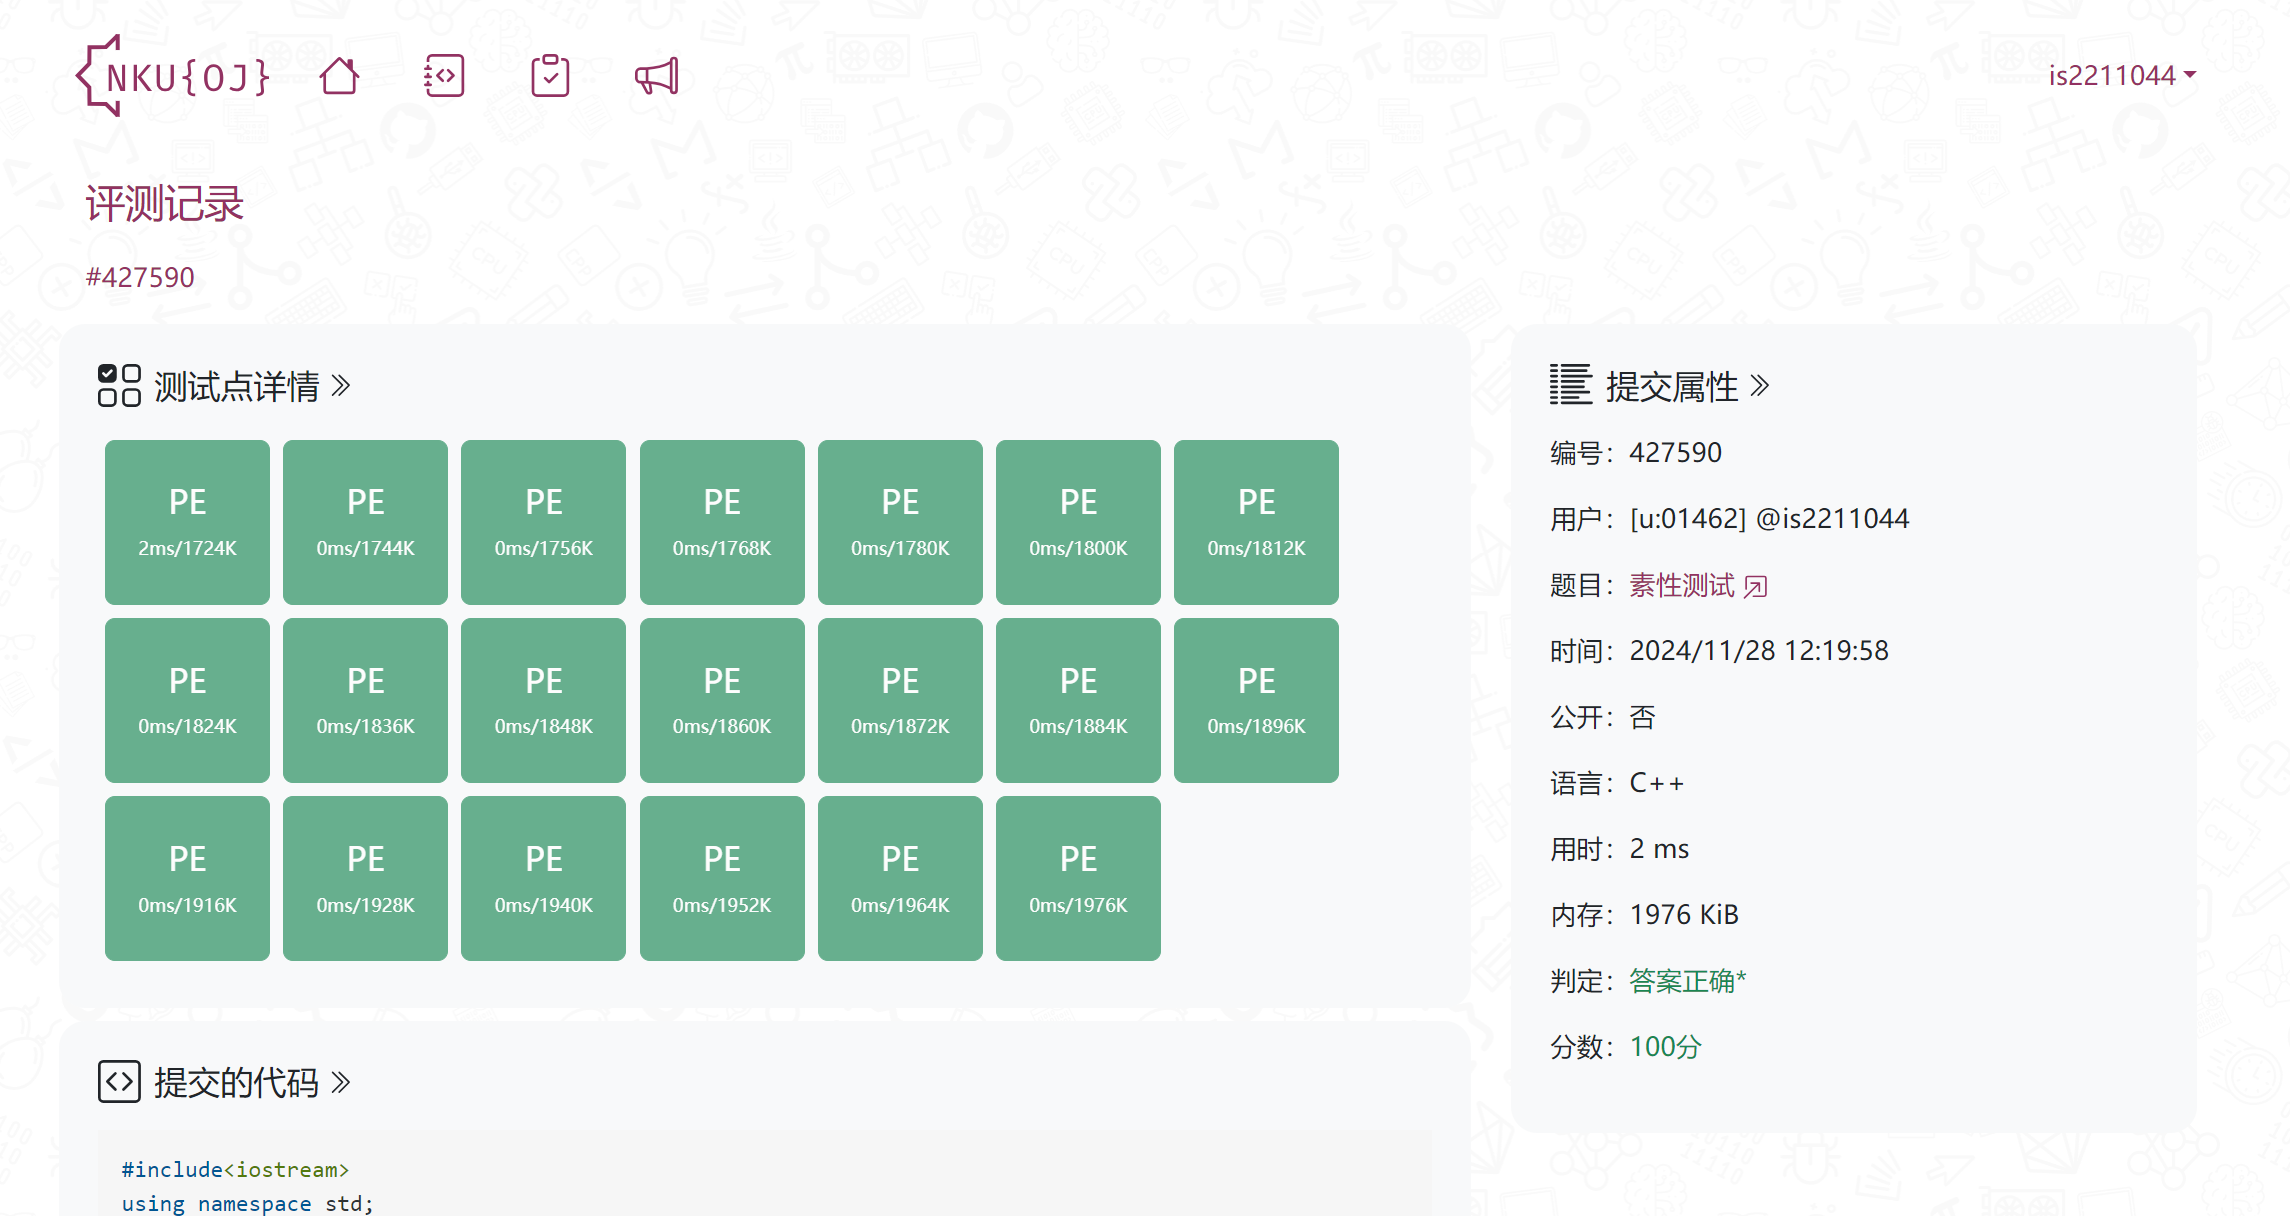 NKU{OJ}
is2211044
评测记录
#427590
测试点详情
PE
2ms/1724K
PE
0ms/1744K
PE
0ms/1756K
PE
0ms/1768K
PE
0ms/1780K
PE
0ms/1800K
PE
0ms/1812K
PE
0ms/1824K
PE
0ms/1836K
PE
0ms/1848K
PE
0ms/1860K
PE
0ms/1872K
PE
0ms/1884K
PE
0ms/1896K
PE
0ms/1916K
PE
0ms/1928K
PE
0ms/1940K
PE
0ms/1952K
PE
0ms/1964K
PE
0ms/1976K
提交的代码
#include<iostream>
using namespace std;
提交属性
编号：427590
用户：[u:01462] @is2211044
题目：素性测试
时间：2024/11/28 12:19:58
公开：否
语言：C++
用时：2 ms
内存：1976 KiB
判定：答案正确*
分数：100分